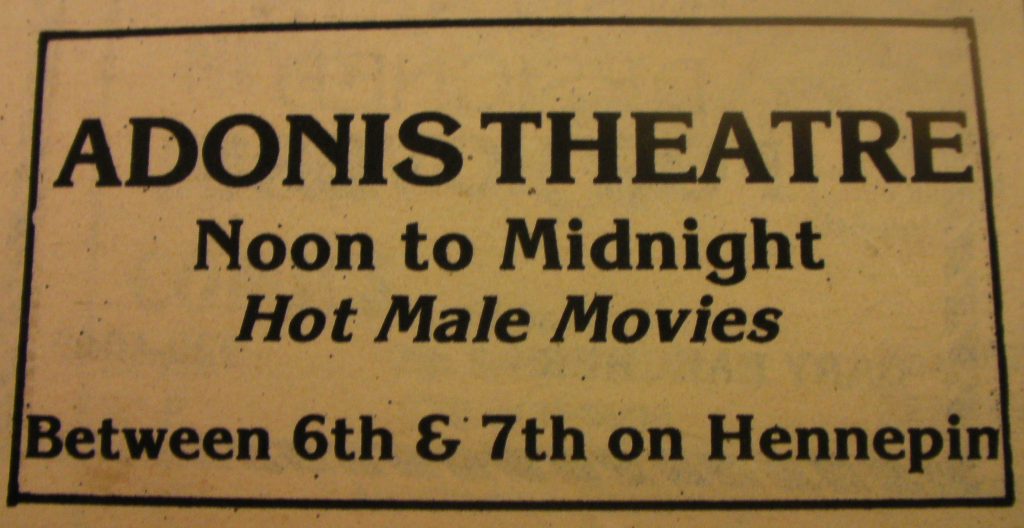 ADONIS THEATRE
Noon to Midnight
Hot Male Movies
Between 6th & 7th on Hennepin